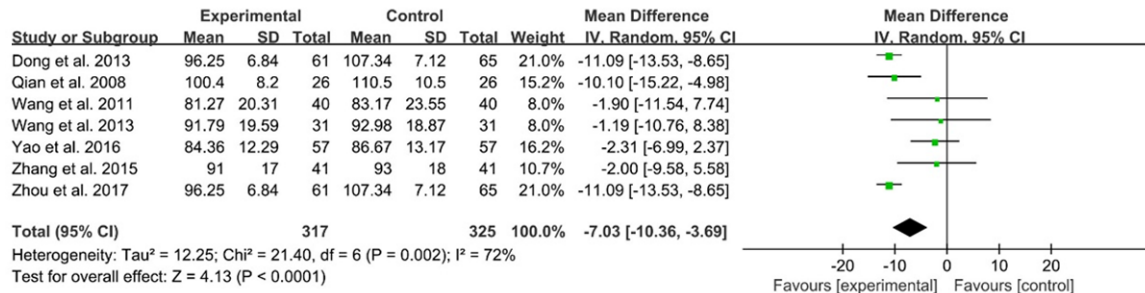 Experimental Control Mean Difference Mean Difference
Study or Subgroup Mean SD Total Mean SD Total Weight IV. Random. 95% CI IV. Random. 95% CI
Dong et al. 2013 96.25 6.84 61 107.34 7.12 65 21.0% -11.09 [-13.53, -8.65]
Qian et al. 2008 100.4 8.2 26 110.5 10.5 26 15.2% -10.10 [-15.22, -4.98]
Wang et al. 2011 81.27 20.31 40 83.17 23.55 40 8.0% -1.90 [-11.54, 7.74]
Wang et al. 2013 91.79 19.59 31 92.98 18.87 31 8.0% -1.19 [-10.76, 8.38]
Yao et al. 2016 84.36 12.29 57 86.67 13.17 57 16.2% -2.31 [-6.99, 2.37]
Zhang et al. 2015 91 17 41 93 18 41 10.7% -2.00 [-9.58, 5.58]
Zhou et al. 2017 96.25 6.84 61 107.34 7.12 65 21.0% -11.09 [-13.53, -8.65]
Total (95% CI) 317 325 100.0% -7.03 [-10.36, -3.69]
Heterogeneity: Tau² = 12.25; Chi² = 21.40, df = 6 (P = 0.002); I² = 72%
Test for overall effect: Z = 4.13 (P < 0.0001)
-20 -10 0 10 20
Favours [experimental] Favours [control]